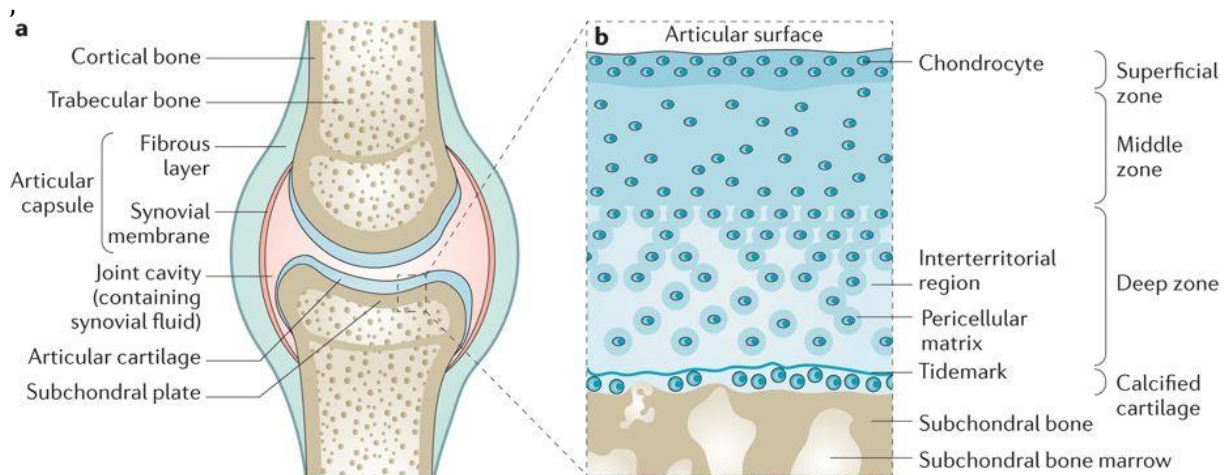 ,
a
Cortical bone
Trabecular bone
Fibrous
layer
Articular
capsule
Synovial
membrane
Joint cavity
(containing
synovial fluid)
Articular cartilage
Subchondral plate
b
Articular surface
Chondrocyte
Superficial
zone
Middle
zone
Interterritorial
region
Deep zone
Pericellular
matrix
Tidemark
Calcified
cartilage
Subchondral bone
Subchondral bone marrow